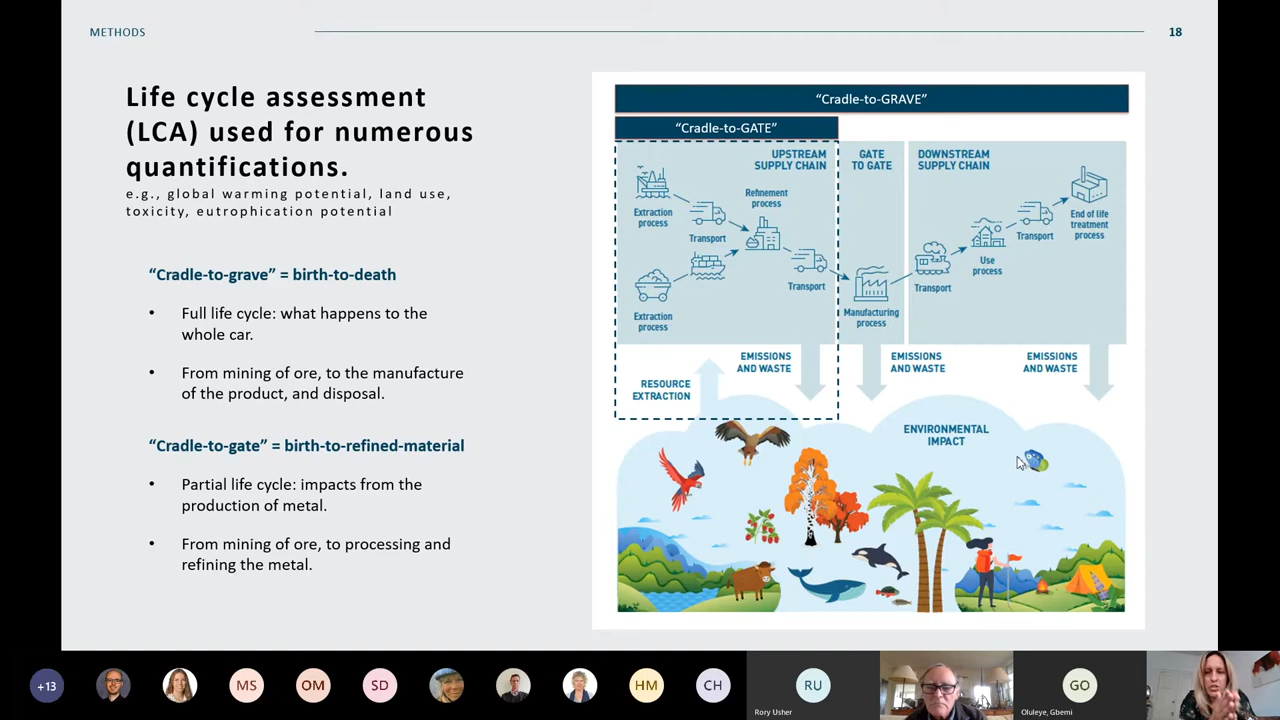 METHODS
18
Life cycle assessment
(LCA) used for numerous
quantifications.
e.g., global warming potential, land use,
toxicity, eutrophication potential
“Cradle-to-grave” = birth-to-death
• Full life cycle: what happens to the
whole car.
• From mining of ore, to the manufacture
of the product, and disposal.
“Cradle-to-gate” = birth-to-refined-material
• Partial life cycle: impacts from the
production of metal.
• From mining of ore, to processing and
refining the metal.
“Cradle-to-GRAVE”
“Cradle-to-GATE”
UPSTREAM
SUPPLY CHAIN
GATE
TO GATE
DOWNSTREAM
SUPPLY CHAIN
Extraction
process
Transport
Refinement
process
Extraction
process
Transport
Manufacturing
process
Transport
Use
process
Transport
End of life
treatment
process
RESOURCE
EXTRACTION
EMISSIONS
AND WASTE
EMISSIONS
AND WASTE
EMISSIONS
AND WASTE
ENVIRONMENTAL
IMPACT
+13
MS
OM
SD
HM
CH
RU
Rory Usher
GO
Oluleye, Gbemi